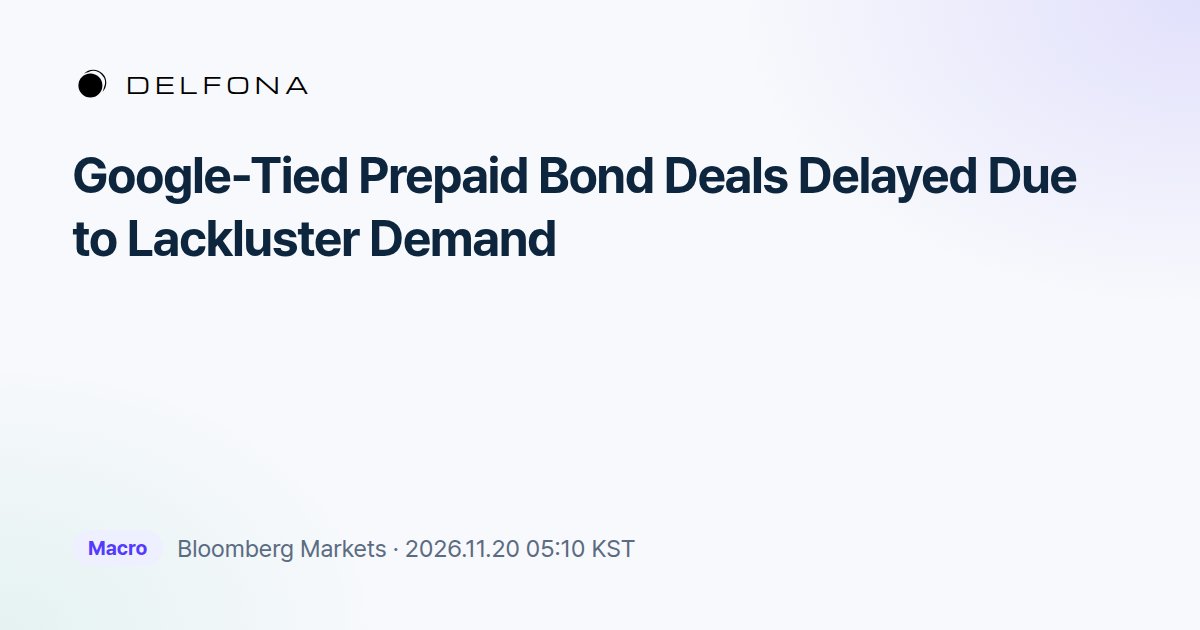 DELFONA
Google-Tied Prepaid Bond Deals Delayed Due
to Lackluster Demand
Macro Bloomberg Markets · 2026.11.20 05:10 KST